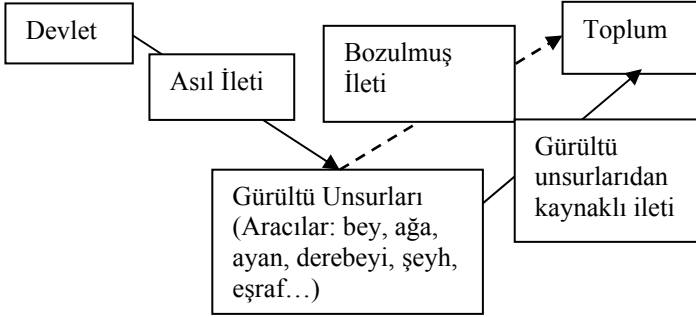 Devlet
Toplum
Asıl İleti
Bozulmuş
İleti
Gürültü
unsurlarıdan
kaynaklı ileti
Gürültü Unsurları
(Aracılar: bey, ağa,
ayan, derebeyi, şeyh,
eşraf…)